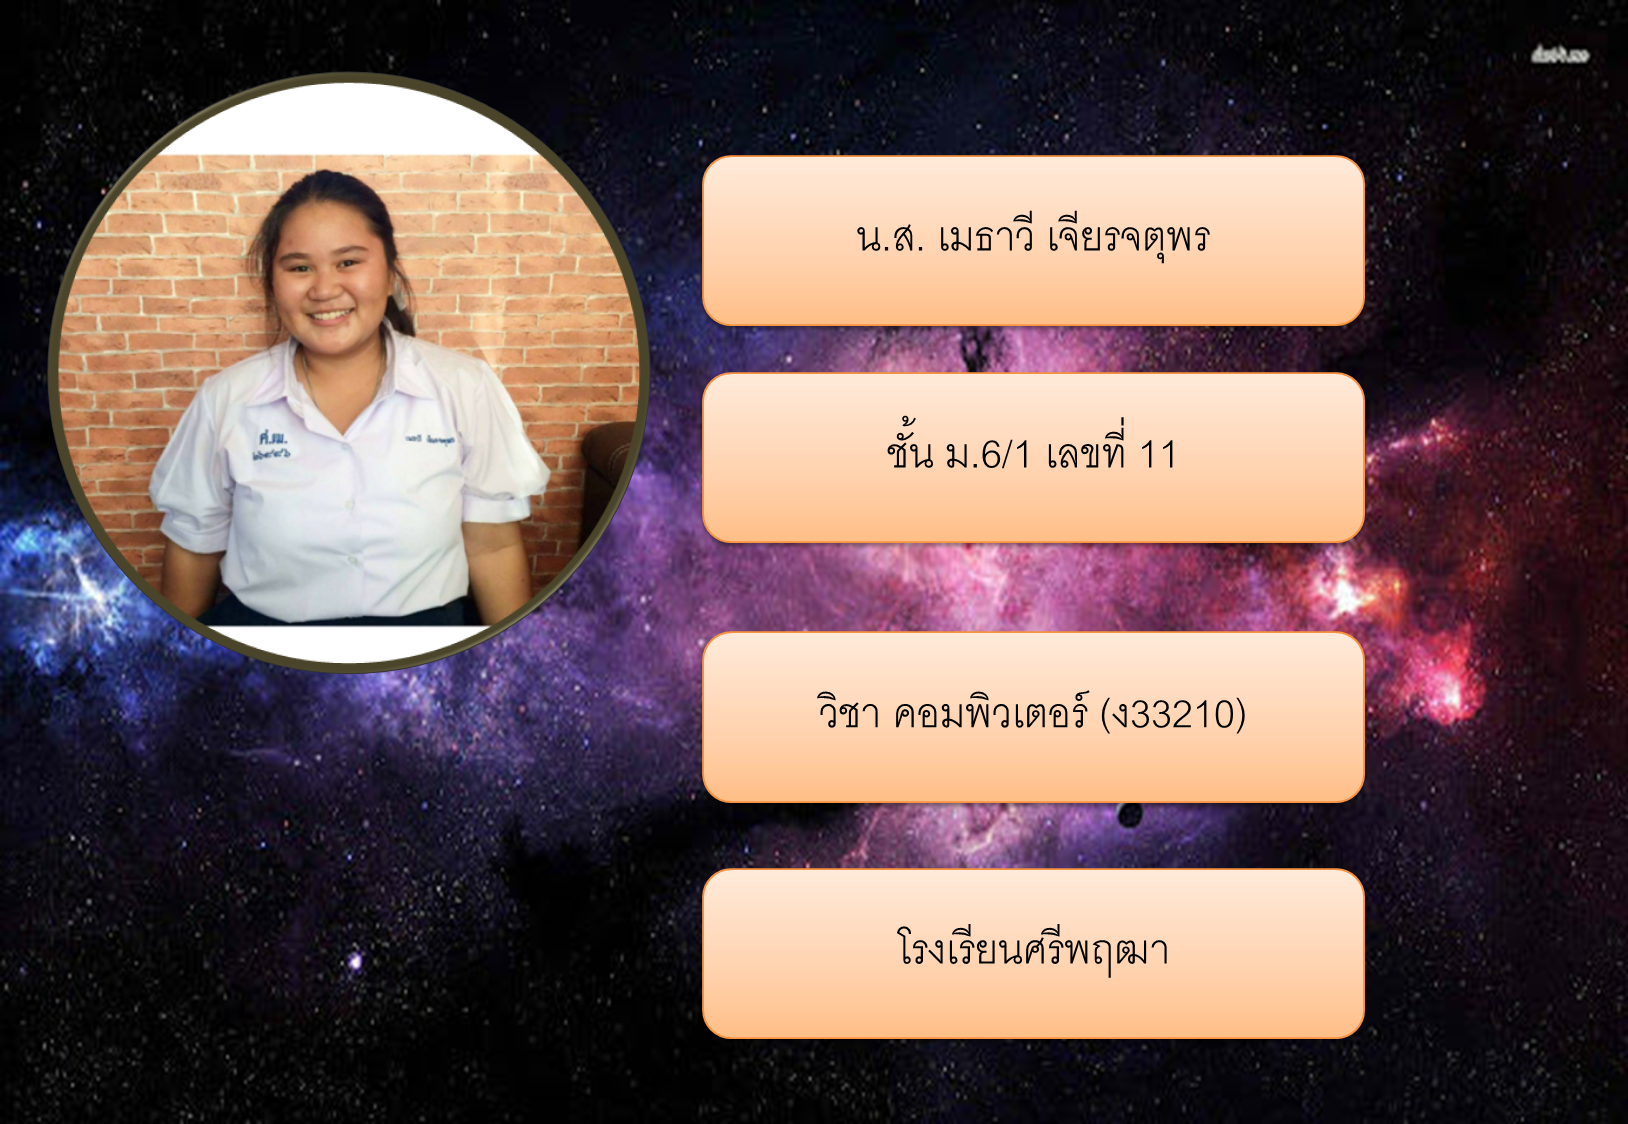 น.ส. เมธาวี เจียรจตุพร
ชั้น ม.6/1 เลขที่ 11
วิชา คอมพิวเตอร์ (ง33210)
โรงเรียนศรีพฤฒา